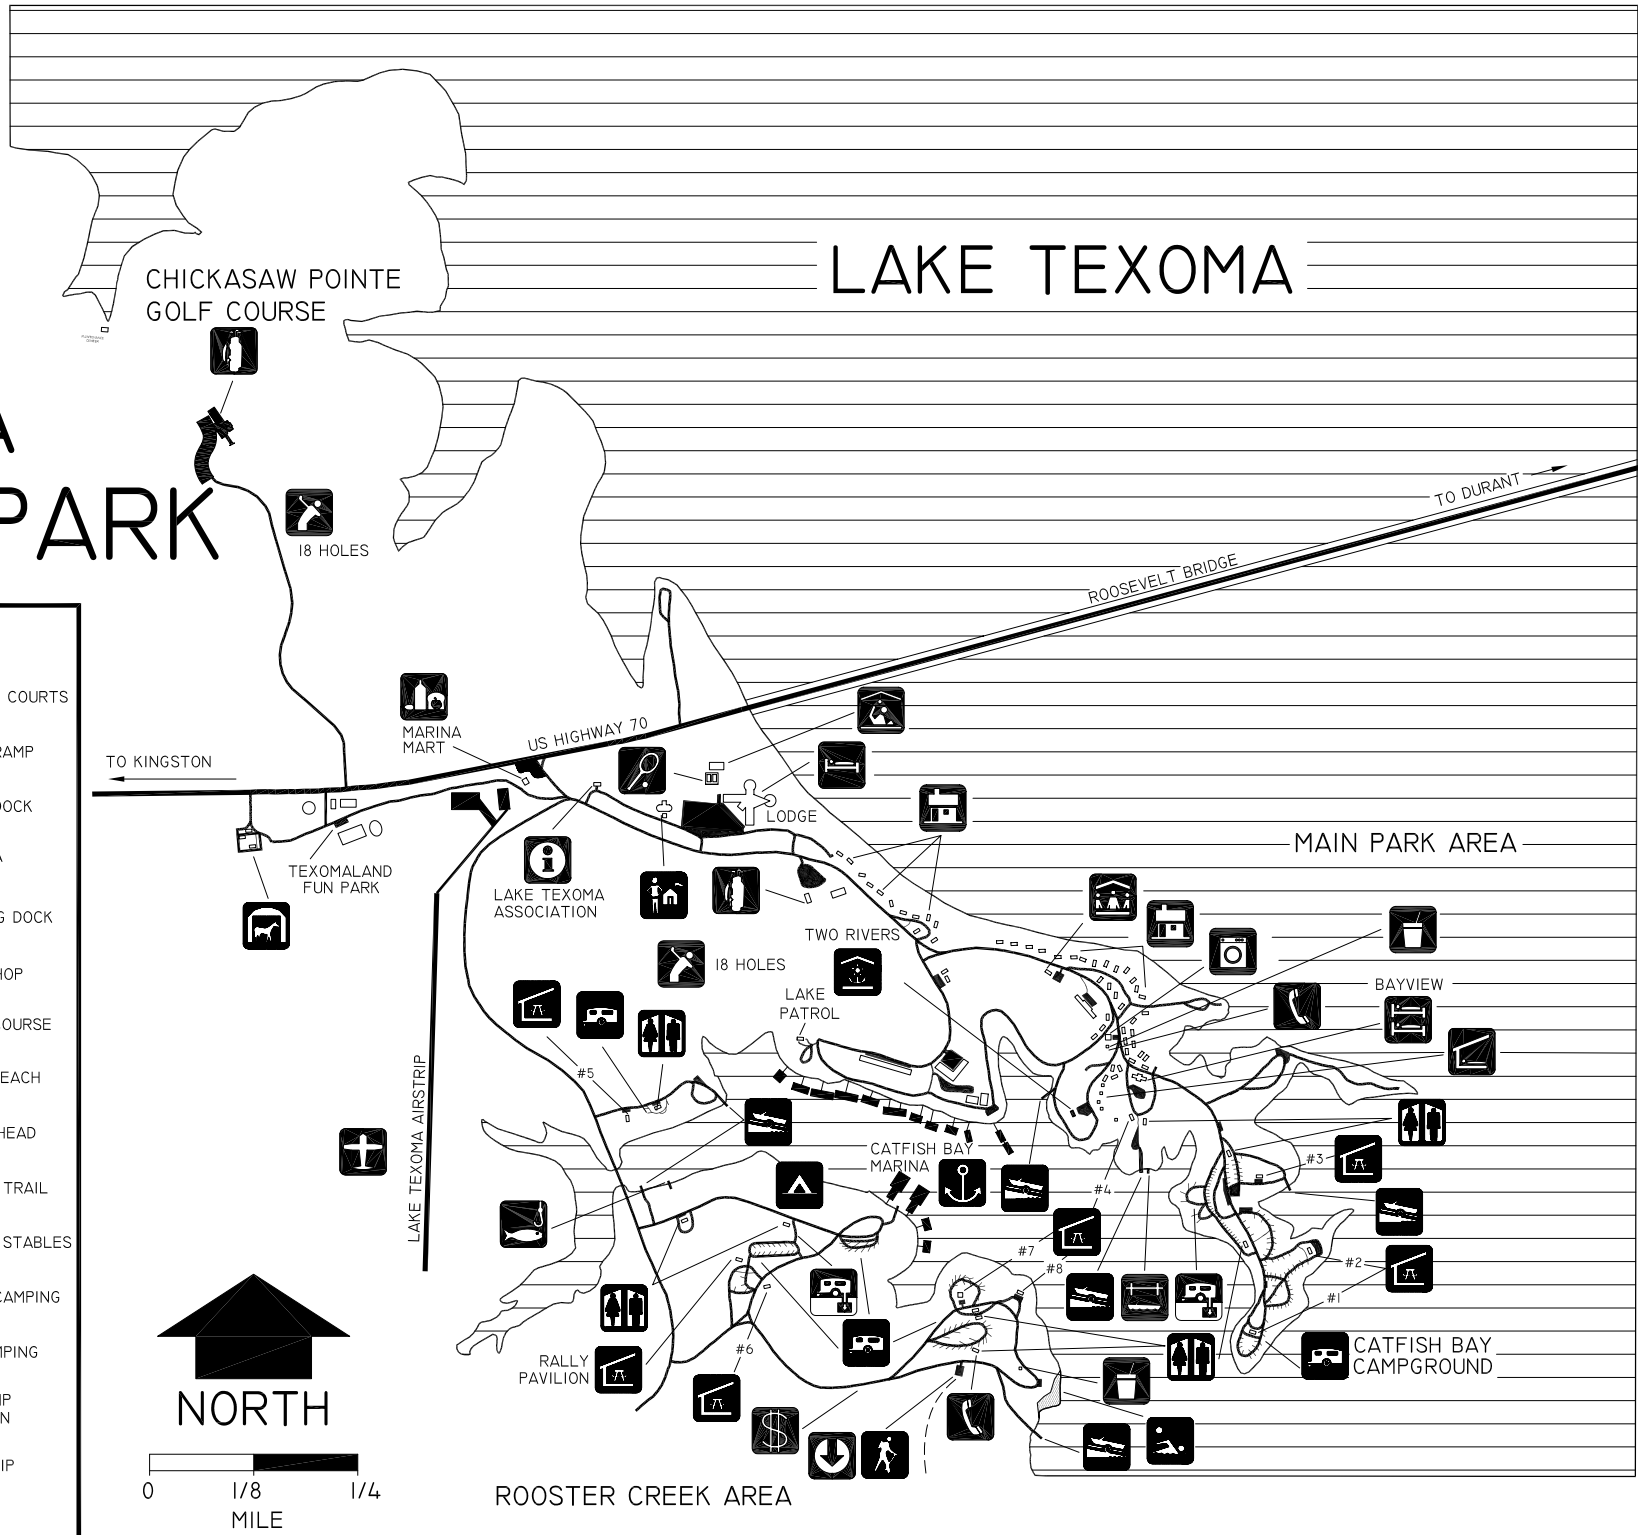 LAKE TEXOMA
CHICKASAW POINTE
GOLF COURSE
A
PARK
18 HOLES
TO DURANT
ROOSEVELT BRIDGE
COURTS
MARINA
MART
US HIGHWAY 70
RAMP
TO KINGSTON
DOCK
LODGE
MAIN PARK AREA
A
TEXOMALAND
FUN PARK
LAKE TEXOMA
ASSOCIATION
G DOCK
TWO RIVERS
18 HOLES
HOP
BAYVIEW
LAKE
PATROL
COURSE
#5
EACH
LAKE TEXOMA AIRSTRIP
HEAD
CATFISH BAY
MARINA
#3
TRAIL
#4
STABLES
#7
#8
#2
CAMPING
#1
MPING
#6
RALLY
PAVILION
CATFISH BAY
CAMPGROUND
IP
N
NORTH
IP
0 1/8 1/4
MILE
$
ROOSTER CREEK AREA